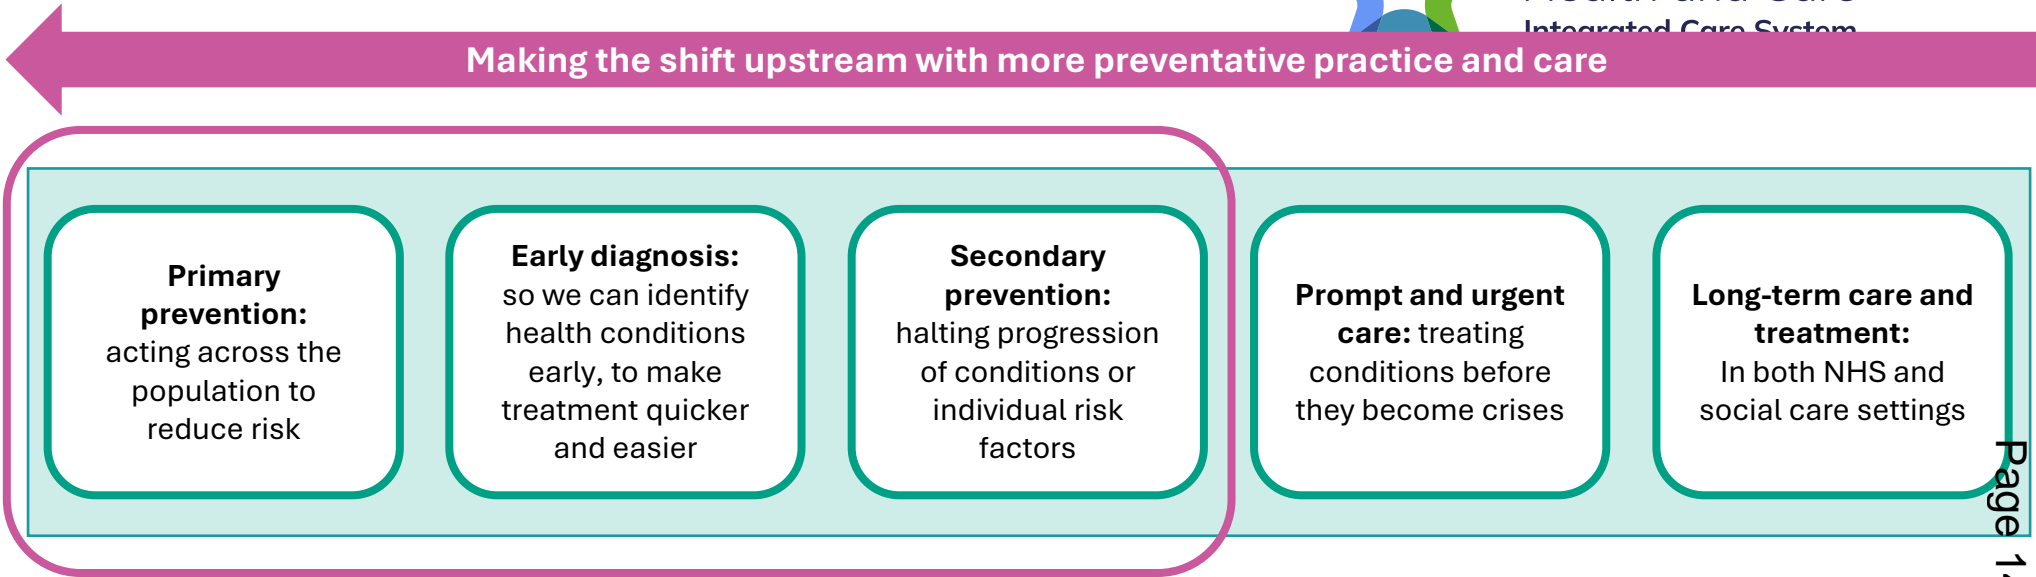 Health and Care
Integrated Care System
Making the shift upstream with more preventative practice and care
Primary
prevention:
acting across the
population to
reduce risk
Early diagnosis:
so we can identify
health conditions
early, to make
treatment quicker
and easier
Secondary
prevention:
halting progression
of conditions or
individual risk
factors
Prompt and urgent
care: treating
conditions before
they become crises
Long-term care and
treatment:
In both NHS and
social care settings
Page